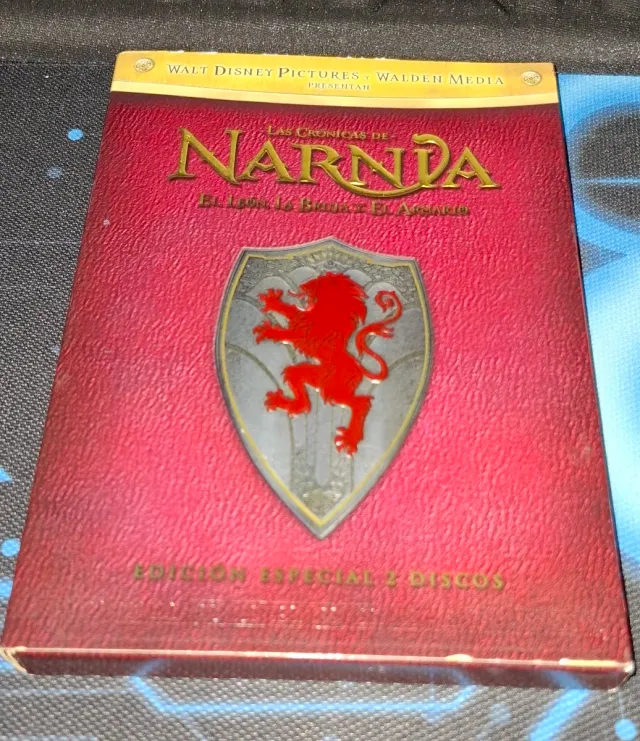 WALT DISNEY PICTURES Y WALDEN MEDIA
PRESENTAN
LAS CRÓNICAS DE
NARNIA
EL LEÓN, LA BRUJA Y EL ARMARIO
EDICIÓN ESPECIAL 2 DISCOS